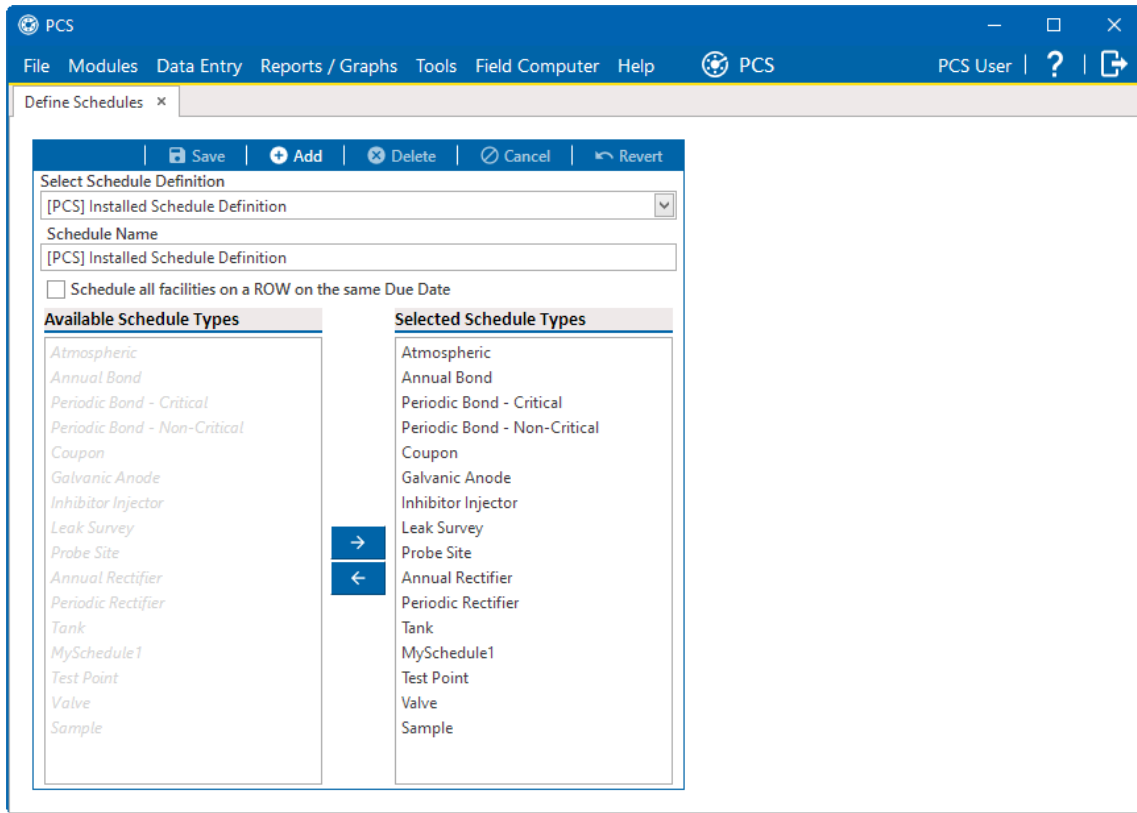 PCS
File Modules Data Entry Reports / Graphs Tools Field Computer Help PCS PCS User | ? |
Define Schedules ×
Save Add Delete Cancel Revert
Select Schedule Definition
[PCS] Installed Schedule Definition
Schedule Name
[PCS] Installed Schedule Definition
Schedule all facilities on a ROW on the same Due Date
Available Schedule Types
Atmospheric
Annual Bond
Periodic Bond - Critical
Periodic Bond - Non-Critical
Coupon
Galvanic Anode
Inhibitor Injector
Leak Survey
Probe Site
Annual Rectifier
Periodic Rectifier
Tank
MySchedule1
Test Point
Valve
Sample
Selected Schedule Types
Atmospheric
Annual Bond
Periodic Bond - Critical
Periodic Bond - Non-Critical
Coupon
Galvanic Anode
Inhibitor Injector
Leak Survey
Probe Site
Annual Rectifier
Periodic Rectifier
Tank
MySchedule1
Test Point
Valve
Sample